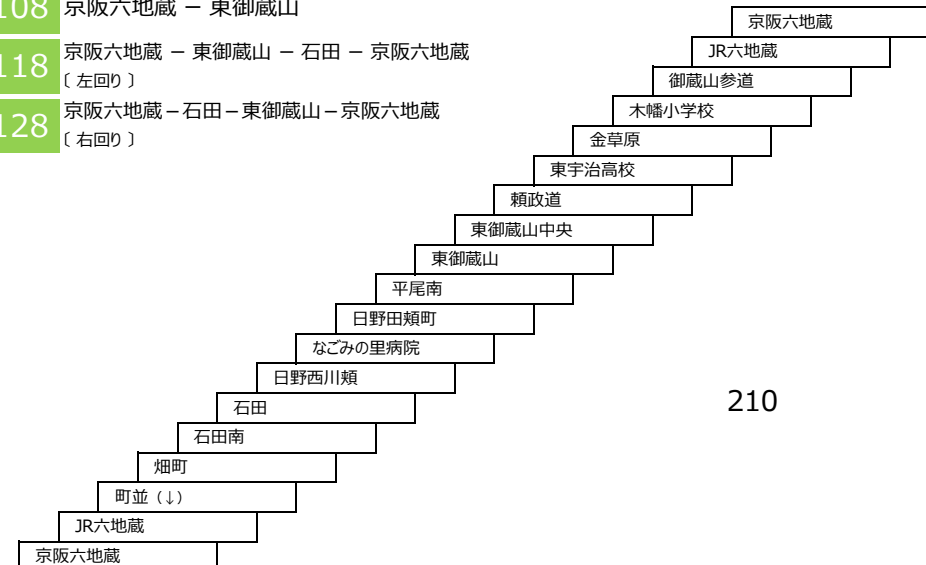 108 京阪六地蔵 － 東御蔵山
118 京阪六地蔵 － 東御蔵山 － 石田 － 京阪六地蔵
〔 左回り 〕
128 京阪六地蔵－石田－東御蔵山－京阪六地蔵
〔 右回り 〕
京阪六地蔵
JR六地蔵
御蔵山参道
木幡小学校
金草原
東宇治高校
頼政道
東御蔵山中央
東御蔵山
平尾南
日野田頬町
なごみの里病院
日野西川頬
石田
210
石田南
畑町
町並（↓）
JR六地蔵
京阪六地蔵